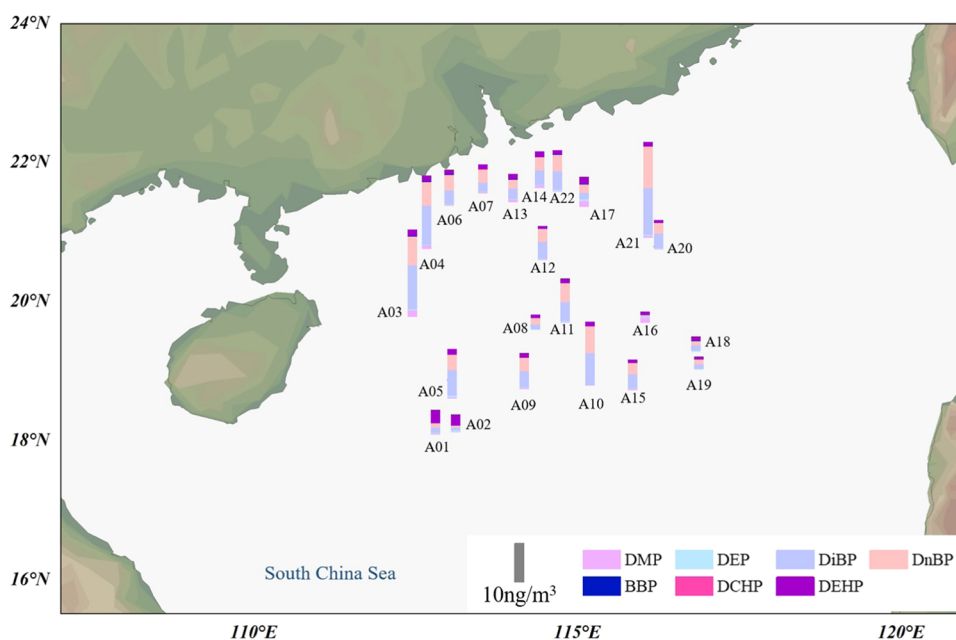 24°N
22°N
20°N
18°N
16°N
A14
A22
A06
A07
A13
A17
A21
A20
A04
A12
A03
A08
A11
A16
A18
A05
A09
A10
A15
A19
A01
A02
South China Sea
10ng/m³
DMP DEP DiBP DnBP
BBP DCHP DEHP
110°E 115°E 120°E